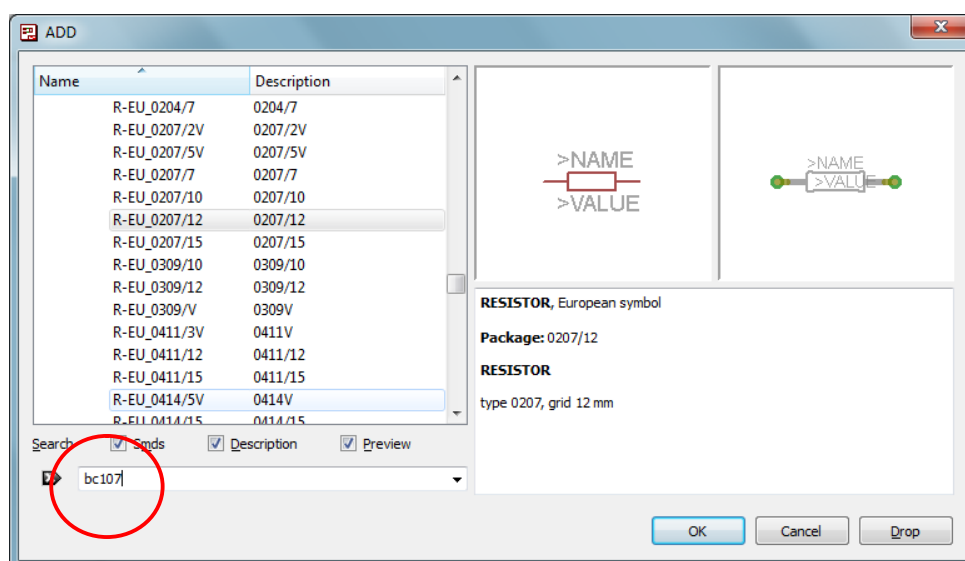 ADD
Name Description
R-EU_0204/7 0204/7
R-EU_0207/2V 0207/2V
R-EU_0207/5V 0207/5V
R-EU_0207/7 0207/7
R-EU_0207/10 0207/10
R-EU_0207/12 0207/12
R-EU_0207/15 0207/15
R-EU_0309/10 0309/10
R-EU_0309/12 0309/12
R-EU_0309/V 0309V
R-EU_0411/3V 0411V
R-EU_0411/12 0411/12
R-EU_0411/15 0411/15
R-EU_0414/5V 0414V
R-EU_0414/15 0414/15
Search Smds Description Preview
bc107
>NAME
>VALUE
>NAME
>VALUE
RESISTOR, European symbol
Package: 0207/12
RESISTOR
type 0207, grid 12 mm
OK Cancel Drop